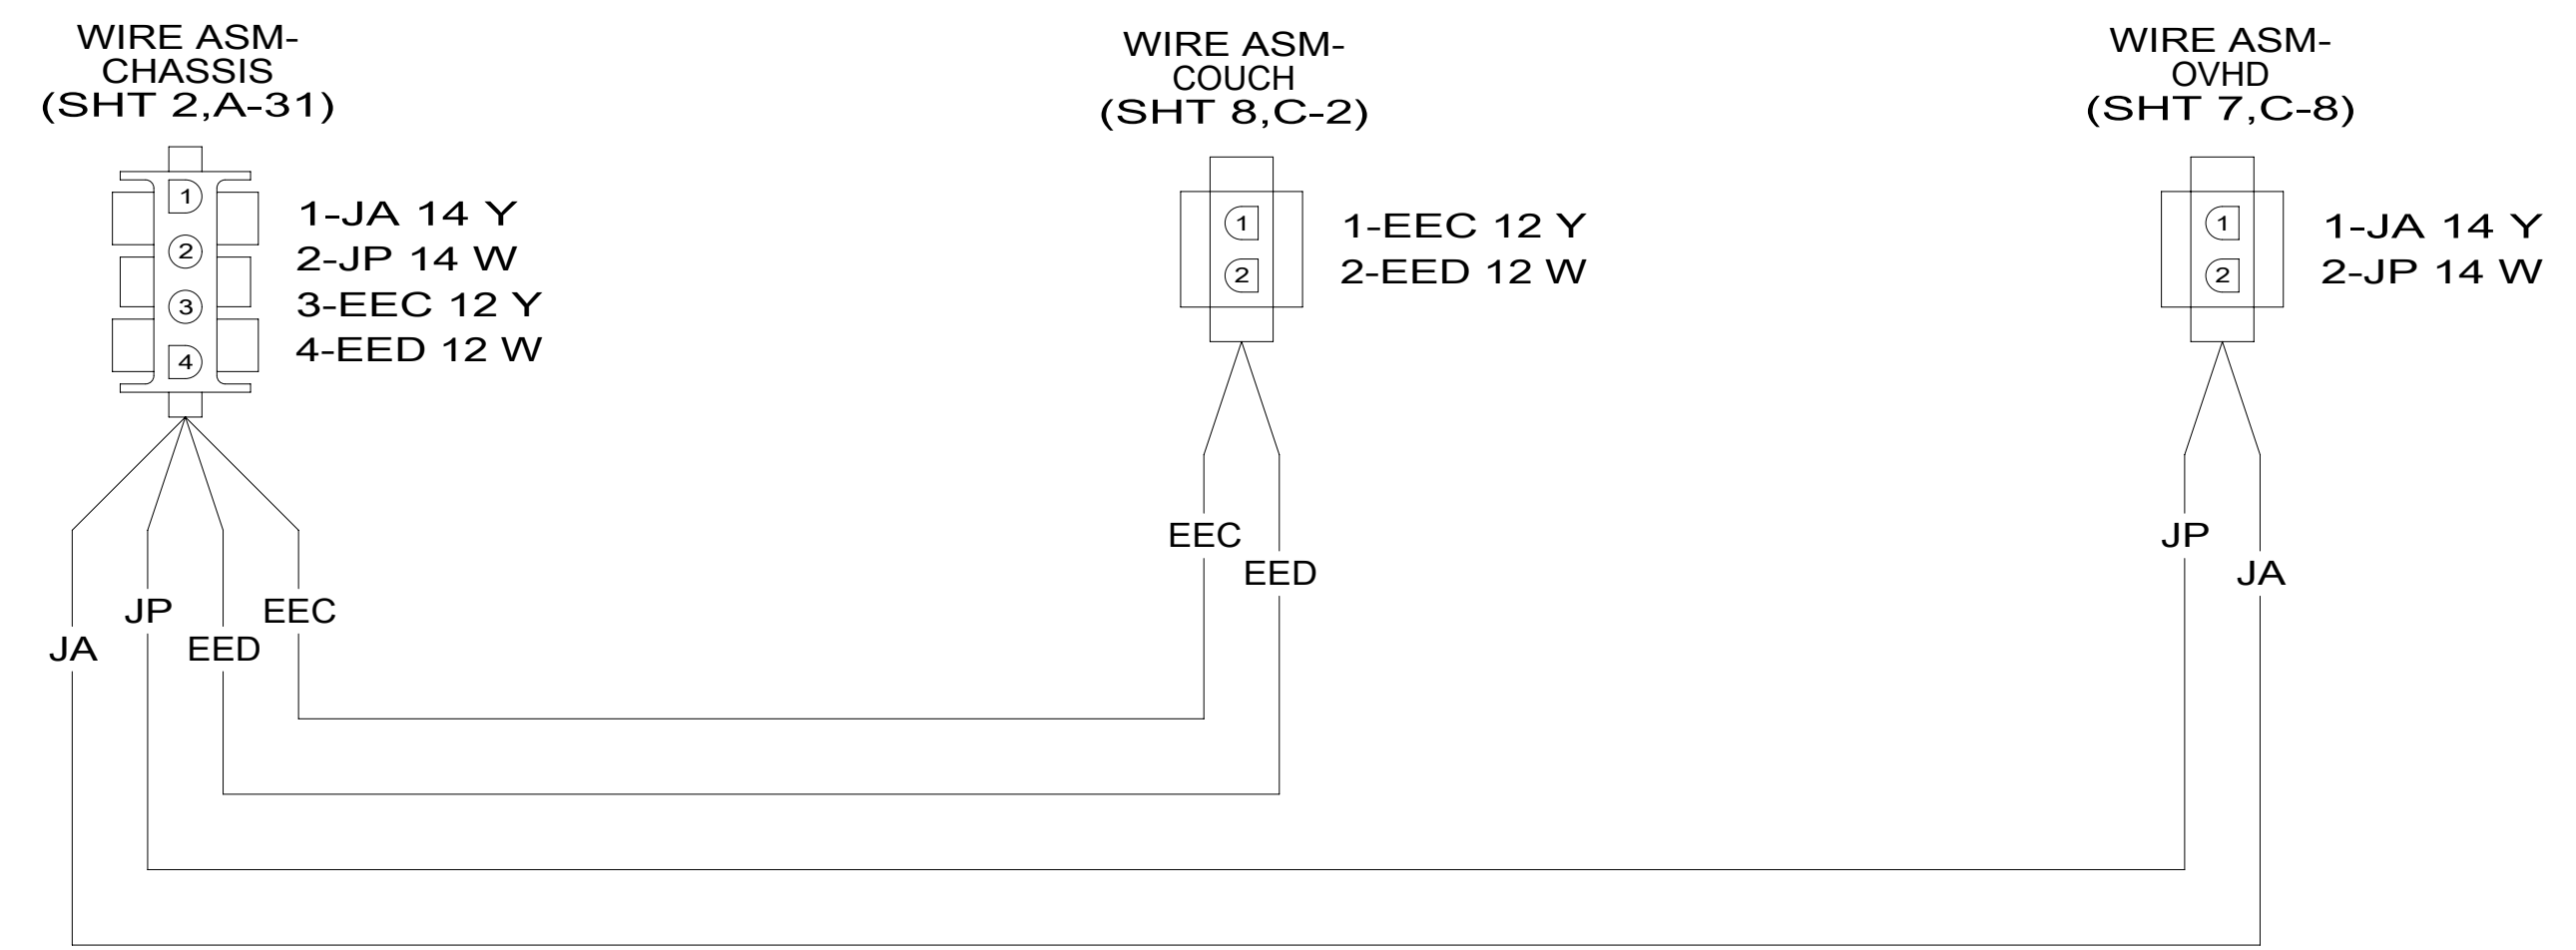 WIRE ASM-
CHASSIS
(SHT 2,A-31)
1
2
3
4
1-JA 14 Y
2-JP 14 W
3-EEC 12 Y
4-EED 12 W
JA
JP
EED
EEC
WIRE ASM-
COUCH
(SHT 8,C-2)
1
2
1-EEC 12 Y
2-EED 12 W
EEC
EED
WIRE ASM-
OVHD
(SHT 7,C-8)
1
2
1-JA 14 Y
2-JP 14 W
JP
JA